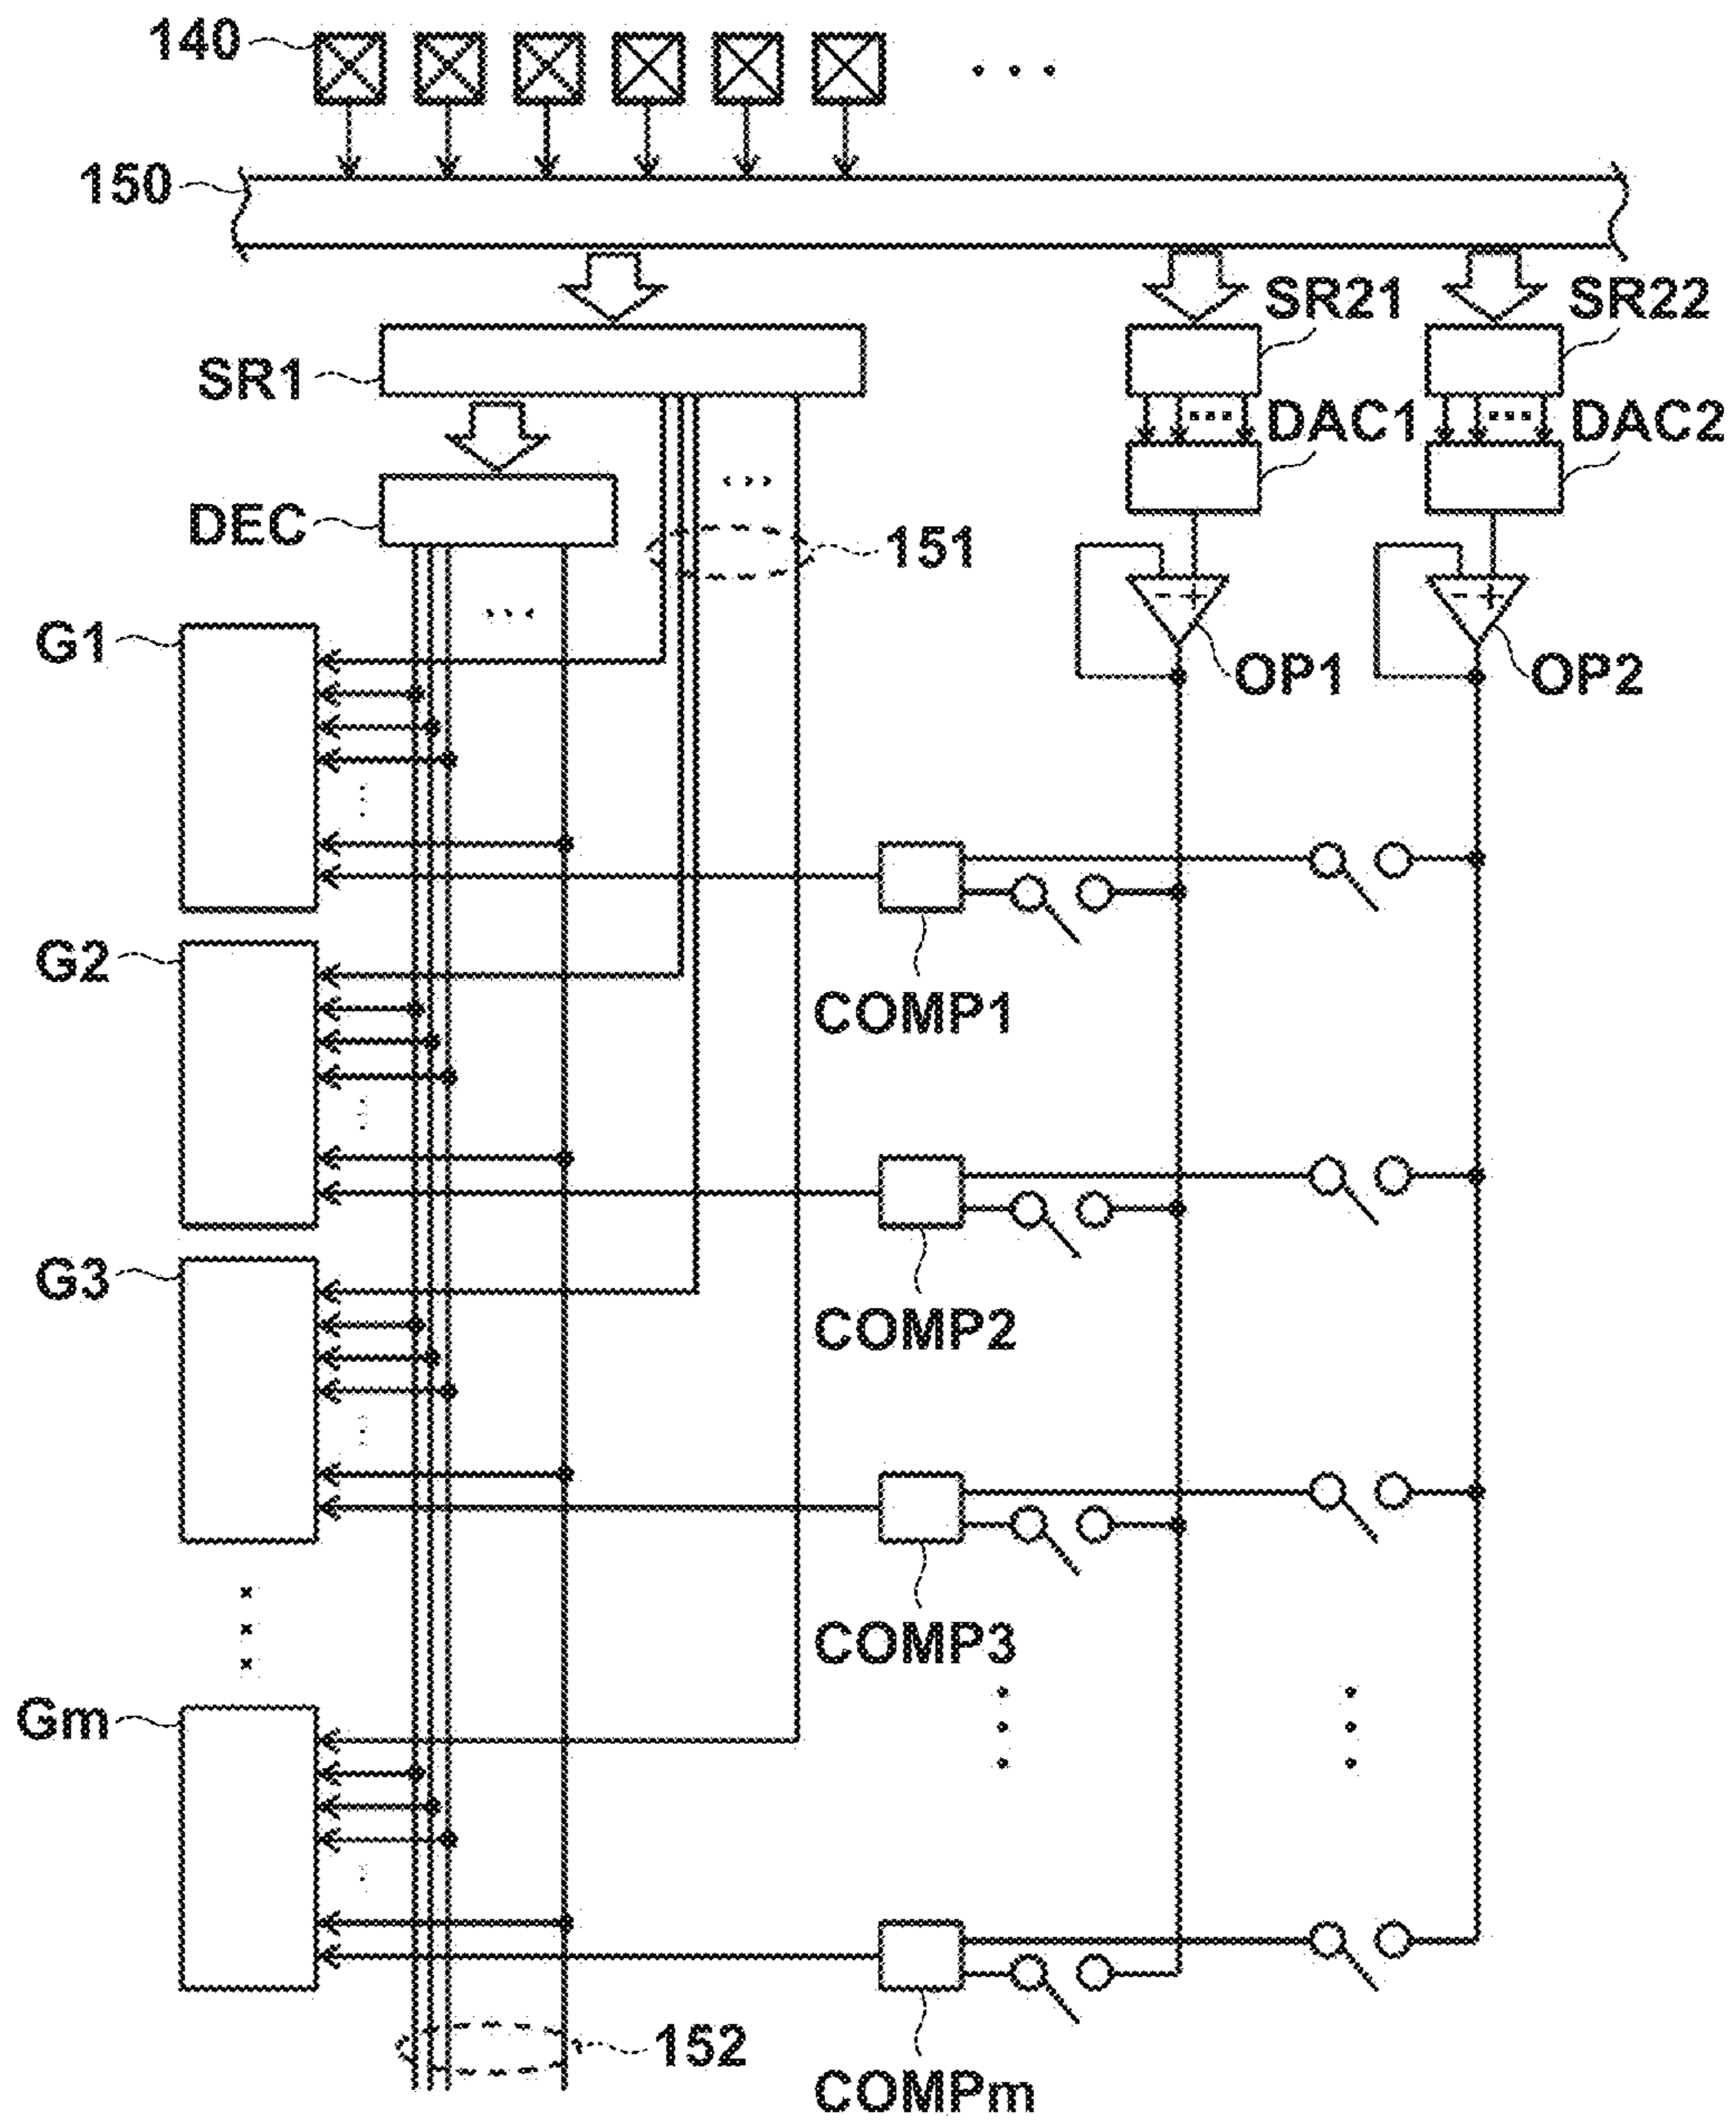 140
150
SR21
SR22
SR1
DAC1
DAC2
DEC
151
G1
OP1
OP2
G2
COMP1
G3
COMP2
COMP3
Gm
152
COMPm